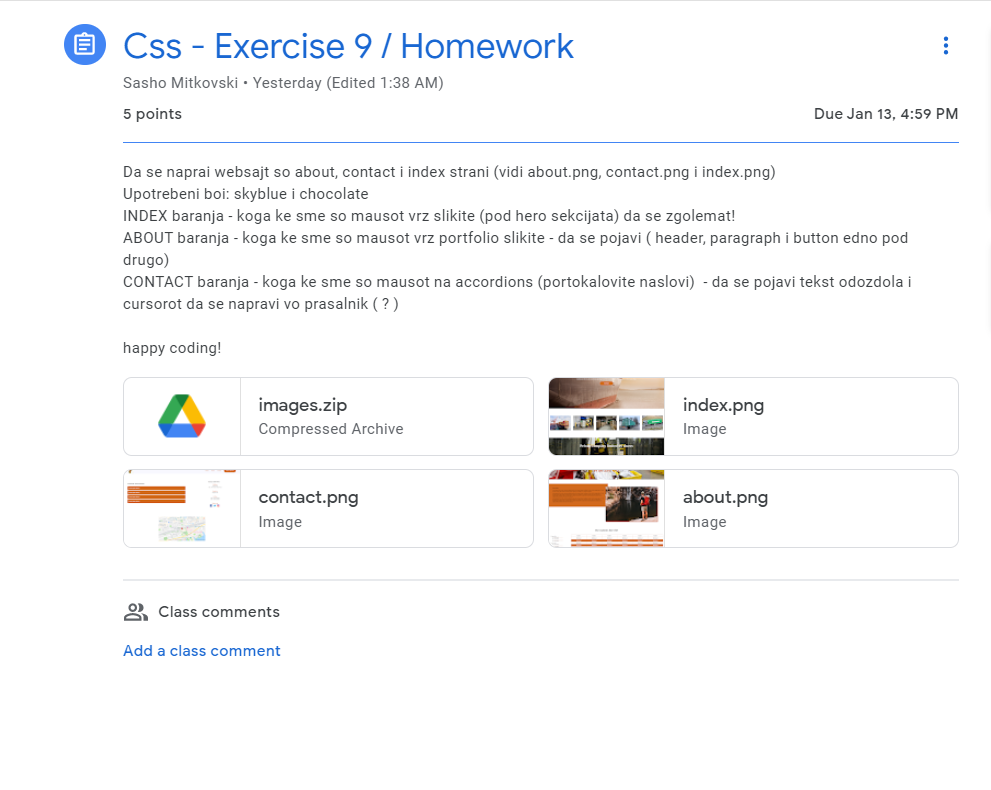 Css - Exercise 9 / Homework
Sasho Mitkovski • Yesterday (Edited 1:38 AM)
5 points
Due Jan 13, 4:59 PM
Da se naprai websajt so about, contact i index strani (vidi about.png, contact.png i index.png)
Upotrebeni boi: skyblue i chocolate
INDEX baranja - koga ke sme so mausot vrz slikite (pod hero sekcijata) da se zgolemat!
ABOUT baranja - koga ke sme so mausot vrz portfolio slikite - da se pojavi ( header, paragraph i button edno pod
drugo)
CONTACT baranja - koga ke sme so mausot na accordions (portokalovite naslovi)  - da se pojavi tekst odozdola i
cursorot da se napravi vo prasalnik ( ? )
happy coding!
images.zip
Compressed Archive
index.png
Image
contact.png
Image
about.png
Image
Class comments
Add a class comment